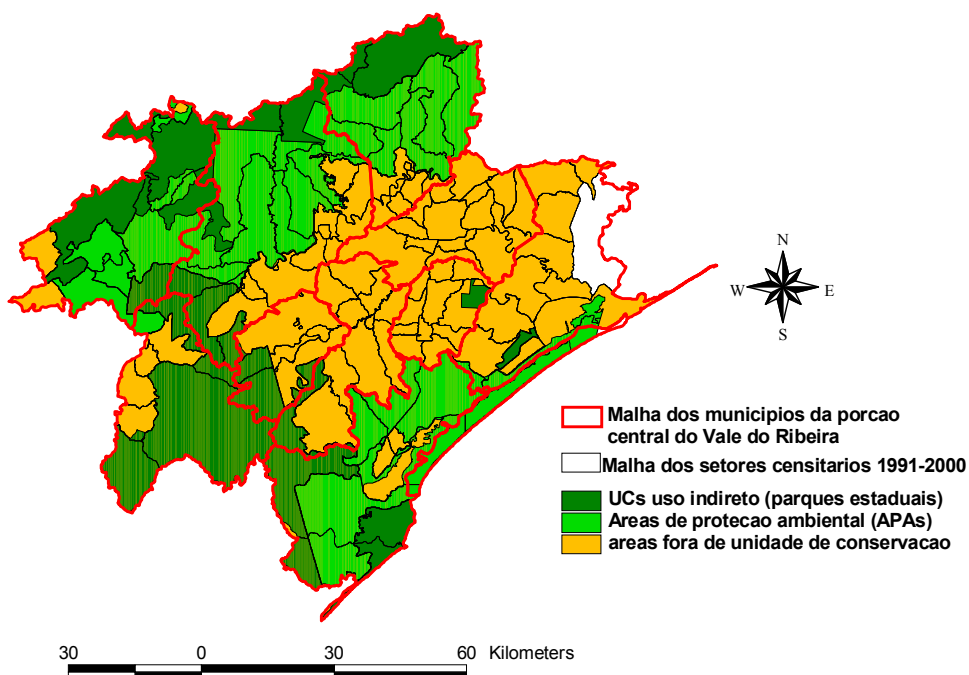 N
W E
S
Malha dos municipios da porcao
central do Vale do Ribeira
Malha dos setores censitarios 1991-2000
UCs uso indireto (parques estaduais)
Areas de protecao ambiental (APAs)
areas fora de unidade de conservacao
30 0 30 60 Kilometers